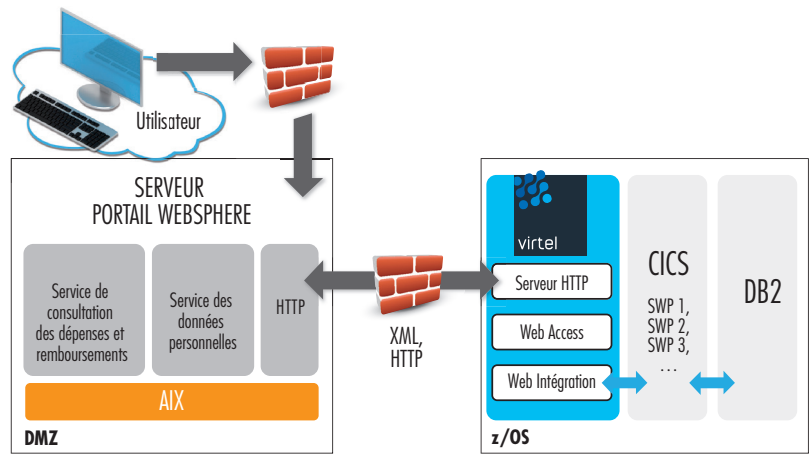 Utilisateur
SERVEUR
PORTAIL WEBSPHERE
Service de
consultation
des dépenses et
remboursements
Service des
données
personnelles
HTTP
AIX
DMZ
XML,
HTTP
virtel
Serveur HTTP
Web Access
Web Intégration
CICS
SWP 1,
SWP 2,
SWP 3,
...
DB2
z/OS